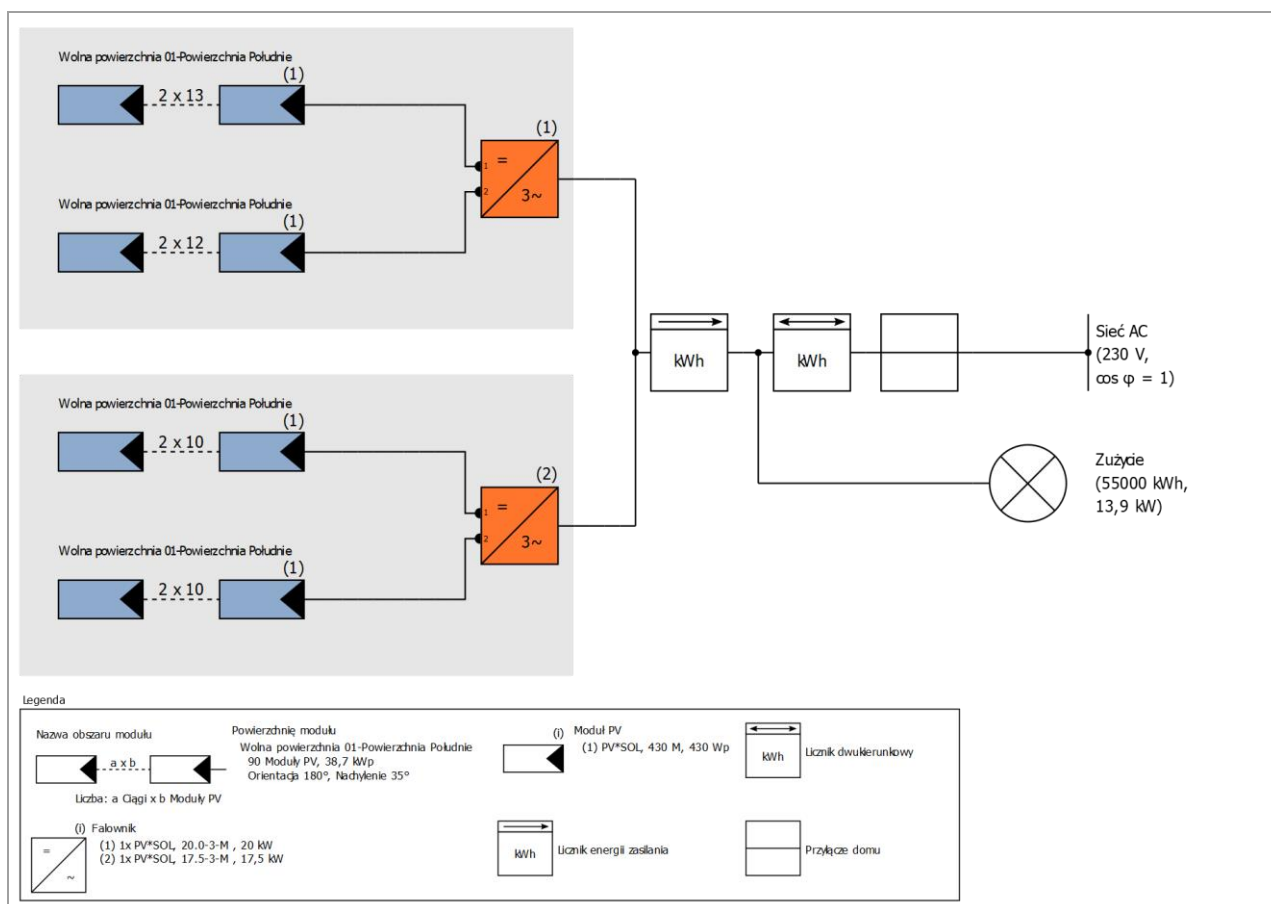 Wolna powierzchnia 01-Powierzchnia Południe
(1)
2 x 13
(1)
=
1
2
3~
Wolna powierzchnia 01-Powierzchnia Południe
(1)
2 x 12
kWh
kWh
Sieć AC
(230 V,
cos φ = 1)
Wolna powierzchnia 01-Powierzchnia Południe
(1)
2 x 10
(2)
=
1
2
3~
Zużycie
(55000 kWh,
13,9 kW)
Wolna powierzchnia 01-Powierzchnia Południe
(1)
2 x 10
Legenda
Nazwa obszaru modułu
a x b
Liczba: a Ciągi x b Moduły PV
Powierzchnię modułu
Wolna powierzchnia 01-Powierzchnia Południe
90 Moduły PV, 38,7 kWp
Orientacja 180°, Nachylenie 35°
(i) Moduł PV
(1) PV*SOL, 430 M, 430 Wp
kWh
Licznik dwukierunkowy
=
~
(i) Falownik
(1) 1x PV*SOL, 20.0-3-M , 20 kW
(2) 1x PV*SOL, 17.5-3-M , 17,5 kW
kWh
Licznik energii zasilania
Przyłącze domu